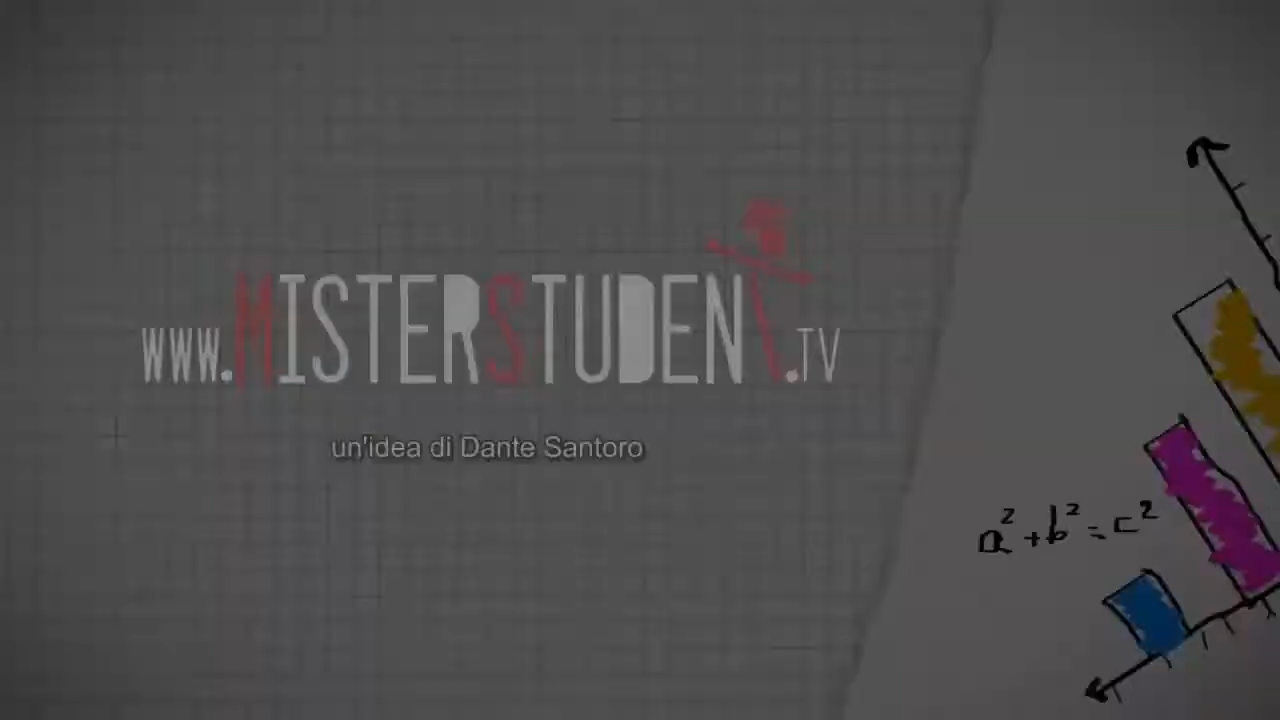 www.MISTERSTUDENT.TV
un'idea di Dante Santoro
a² + b² = c²